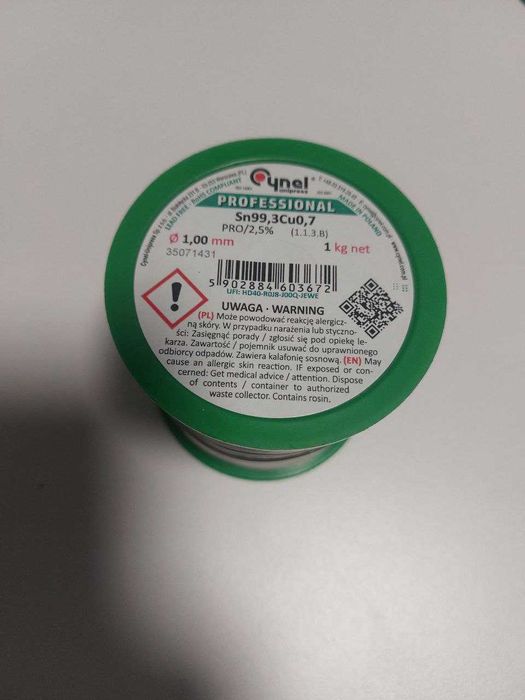 Cynel
unipress
PROFESSIONAL
Sn99,3Cu0,7
PRO/2,5% (1.1.3.B)
Ø 1,00 mm 1 kg net
35071431
5 902884 603672
UFI: HD40-R0J8-J00Q-JEWE
UWAGA · WARNING
(PL) Może powodować reakcję alergicz-
ną skóry. W przypadku narażenia lub styczno-
ści: Zasięgnąć porady / zgłosić się pod opiekę le-
karza. Zawartość / pojemnik usuwać do uprawnionego
odbiorcy odpadów. Zawiera kalafonię sosnową. (EN) May
cause an allergic skin reaction. IF exposed or con-
cerned: Get medical advice / attention. Dispose
of contents / container to authorized
waste collector. Contains rosin.
LEAD FREE - RoHS COMPLIANT
MADE IN POLAND